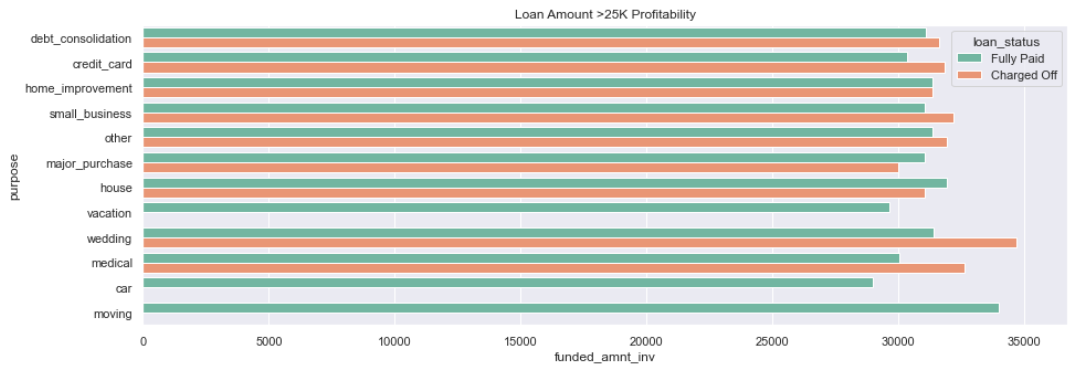 Loan Amount >25K Profitability
loan_status
Fully Paid
Charged Off
purpose
debt_consolidation
credit_card
home_improvement
small_business
other
major_purchase
house
vacation
wedding
medical
car
moving
0 5000 10000 15000 20000 25000 30000 35000
funded_amnt_inv